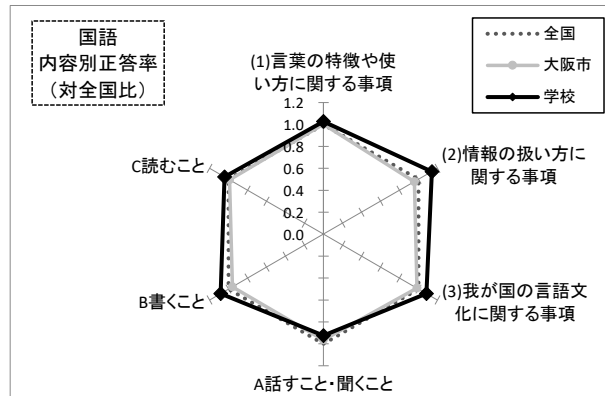 国語
内容別正答率
（対全国比）
全国
大阪市
学校
(1)言葉の特徴や使
い方に関する事項
(2)情報の扱い方に
関する事項
(3)我が国の言語文
化に関する事項
A話すこと・聞くこと
B書くこと
C読むこと
1.2
1.0
0.8
0.6
0.4
0.2
0.0